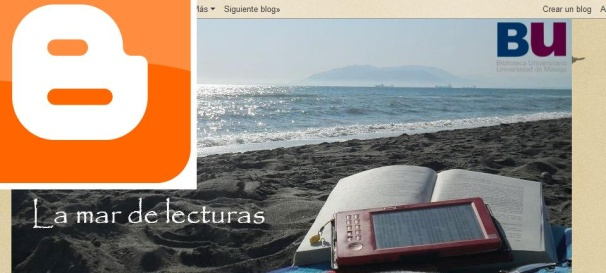 Más Siguiente blog» Crear un blog A
BU
Biblioteca Universitaria
Universidad de Málaga
La mar de lecturas